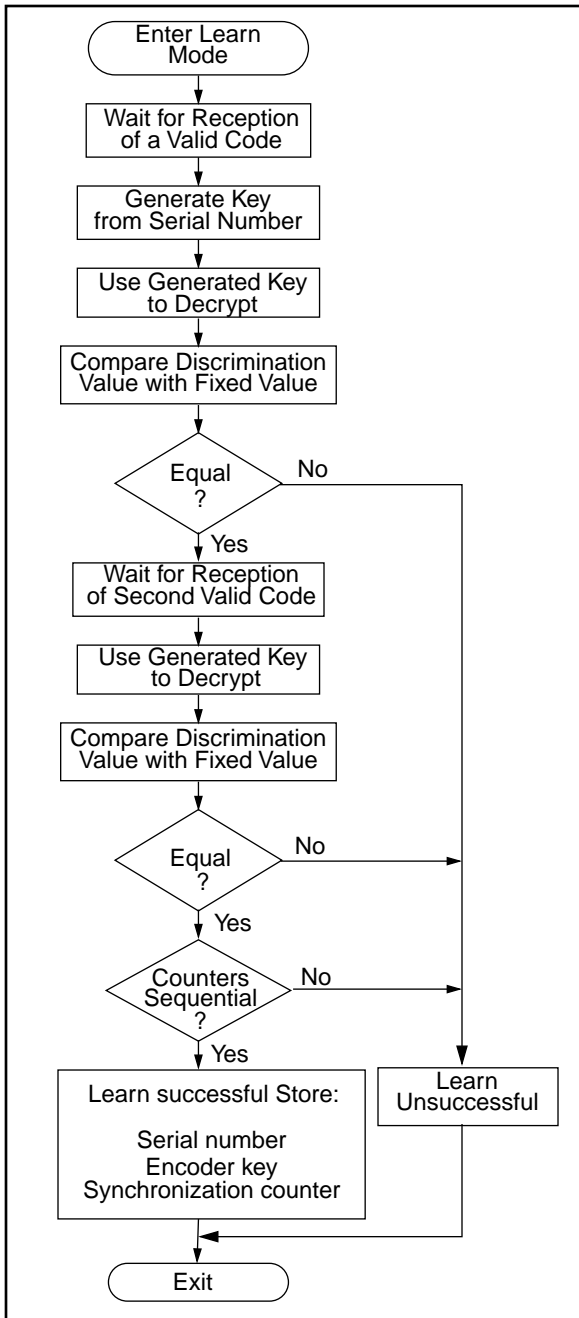 Enter Learn
Mode
Wait for Reception
of a Valid Code
Generate Key
from Serial Number
Use Generated Key
to Decrypt
Compare Discrimination
Value with Fixed Value
Equal
?
No
Yes
Wait for Reception
of Second Valid Code
Use Generated Key
to Decrypt
Compare Discrimination
Value with Fixed Value
Equal
?
No
Yes
Counters
Sequential
?
No
Yes
Learn successful Store:
Serial number
Encoder key
Synchronization counter
Learn
Unsuccessful
Exit